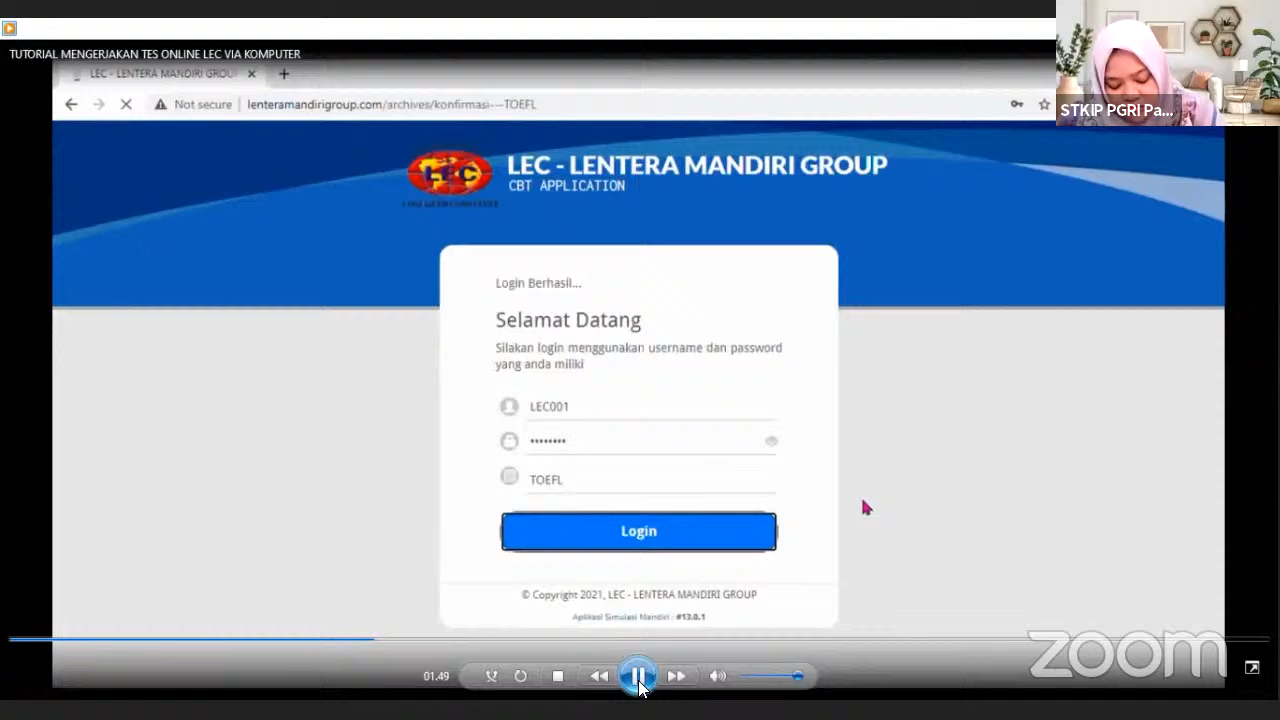 TUTORIAL MENGERJAKAN TES ONLINE LEC VIA KOMPUTER
LEC - LENTERA MANDIRI GROU
Not secure | lenteramandirigroup.com/archives/konfirmasi---TOEFL
STKIP PGRI Pa...
LEC
LEC - LENTERA MANDIRI GROUP
CBT APPLICATION
Login Berhasil...
Selamat Datang
Silakan login menggunakan username dan password
yang anda miliki
LEC001
••••••••
TOEFL
Login
© Copyright 2021, LEC - LENTERA MANDIRI GROUP
Aplikasi Simulasi Mandiri : #13.0.1
zoom
01.49